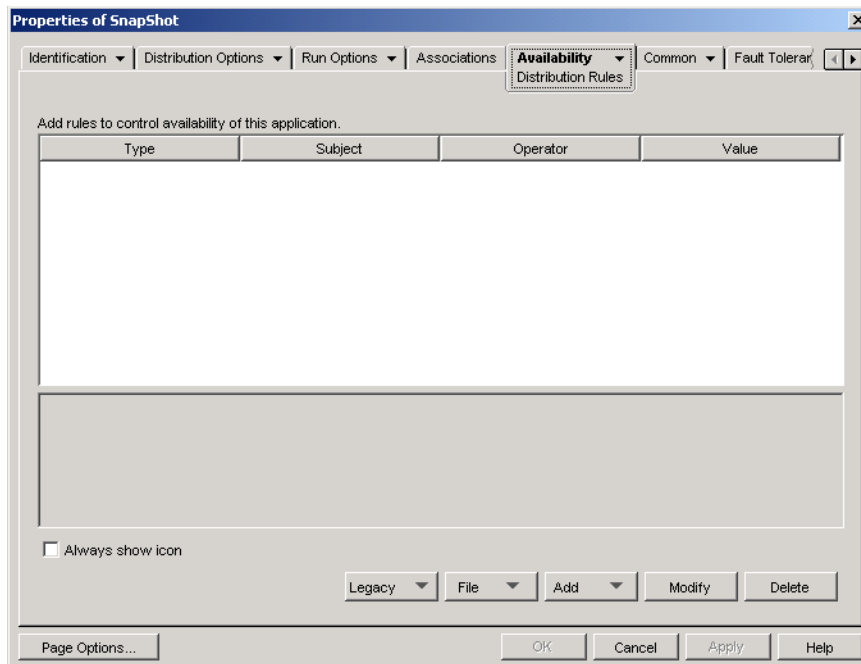 Properties of SnapShot
Identification Distribution Options Run Options Associations Availability Common Fault Toleran
Distribution Rules
Add rules to control availability of this application.
Type Subject Operator Value
Always show icon
Legacy File Add Modify Delete
Page Options... OK Cancel Apply Help